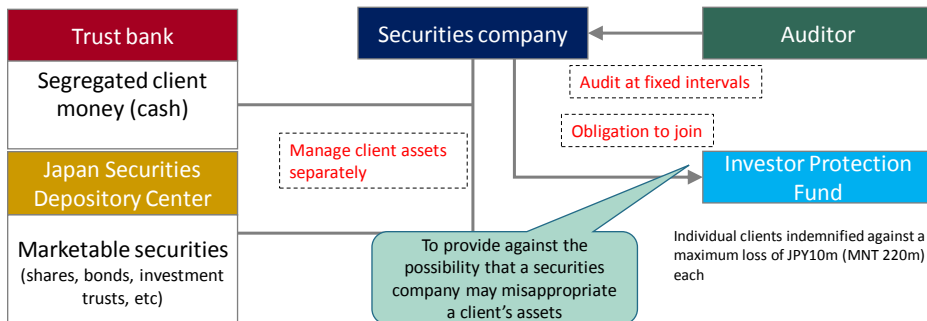 Trust bank
Segregated client
money (cash)
Japan Securities
Depository Center
Marketable securities
(shares, bonds, investment
trusts, etc)
Securities company
Auditor
Audit at fixed intervals
Obligation to join
Manage client assets
separately
Investor Protection
Fund
To provide against the
possibility that a securities
company may misappropriate
a client's assets
Individual clients indemnified against a
maximum loss of JPY10m (MNT 220m)
each